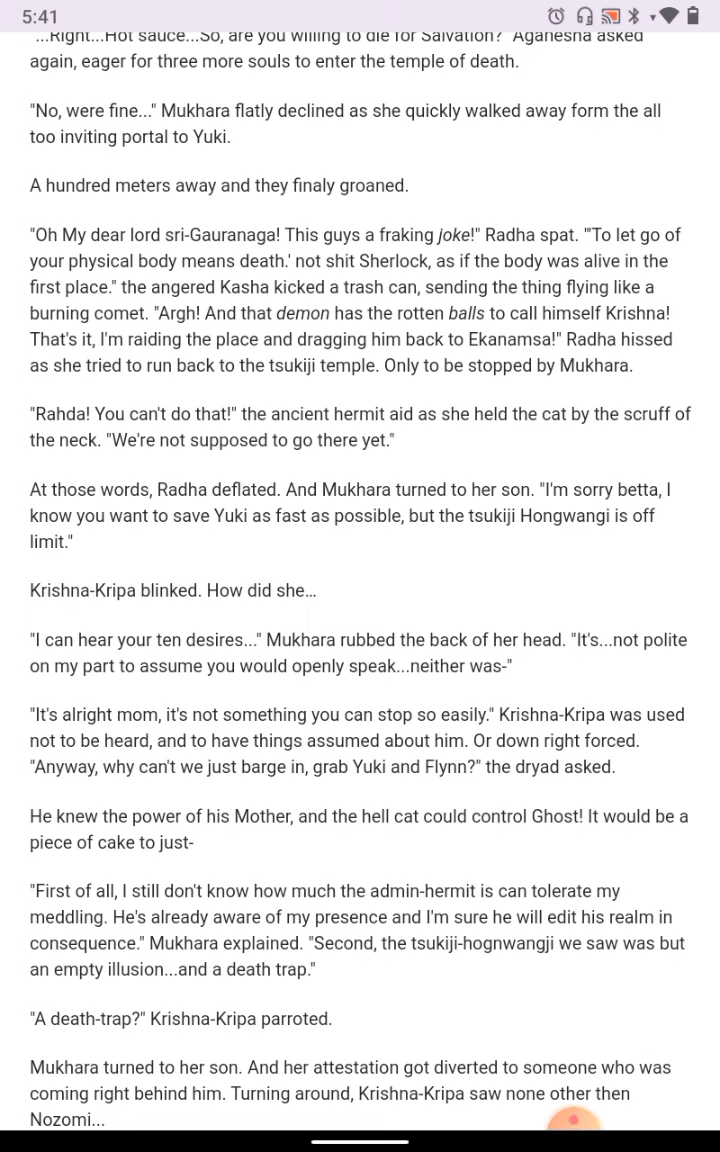 5:41
"...Right...Hot sauce...So, are you willing to die for Salvation?" Aganesha asked
again, eager for three more souls to enter the temple of death.
"No, were fine..." Mukhara flatly declined as she quickly walked away form the all
too inviting portal to Yuki.
A hundred meters away and they finaly groaned.
"Oh My dear lord sri-Gauranaga! This guys a fraking joke!" Radha spat. "'To let go of
your physical body means death.' not shit Sherlock, as if the body was alive in the
first place." the angered Kasha kicked a trash can, sending the thing flying like a
burning comet. "Argh! And that demon has the rotten balls to call himself Krishna!
That's it, I'm raiding the place and dragging him back to Ekanamsa!" Radha hissed
as she tried to run back to the tsukiji temple. Only to be stopped by Mukhara.
"Rahda! You can't do that!" the ancient hermit aid as she held the cat by the scruff of
the neck. "We're not supposed to go there yet."
At those words, Radha deflated. And Mukhara turned to her son. "I'm sorry betta, I
know you want to save Yuki as fast as possible, but the tsukiji Hongwangi is off
limit."
Krishna-Kripa blinked. How did she…
"I can hear your ten desires..." Mukhara rubbed the back of her head. "It's...not polite
on my part to assume you would openly speak...neither was-"
"It's alright mom, it's not something you can stop so easily." Krishna-Kripa was used
not to be heard, and to have things assumed about him. Or down right forced.
"Anyway, why can't we just barge in, grab Yuki and Flynn?" the dryad asked.
He knew the power of his Mother, and the hell cat could control Ghost! It would be a
piece of cake to just-
"First of all, I still don't know how much the admin-hermit is can tolerate my
meddling. He's already aware of my presence and I'm sure he will edit his realm in
consequence." Mukhara explained. "Second, the tsukiji-hognwangji we saw was but
an empty illusion...and a death trap."
"A death-trap?" Krishna-Kripa parroted.
Mukhara turned to her son. And her attestation got diverted to someone who was
coming right behind him. Turning around, Krishna-Kripa saw none other then
Nozomi...